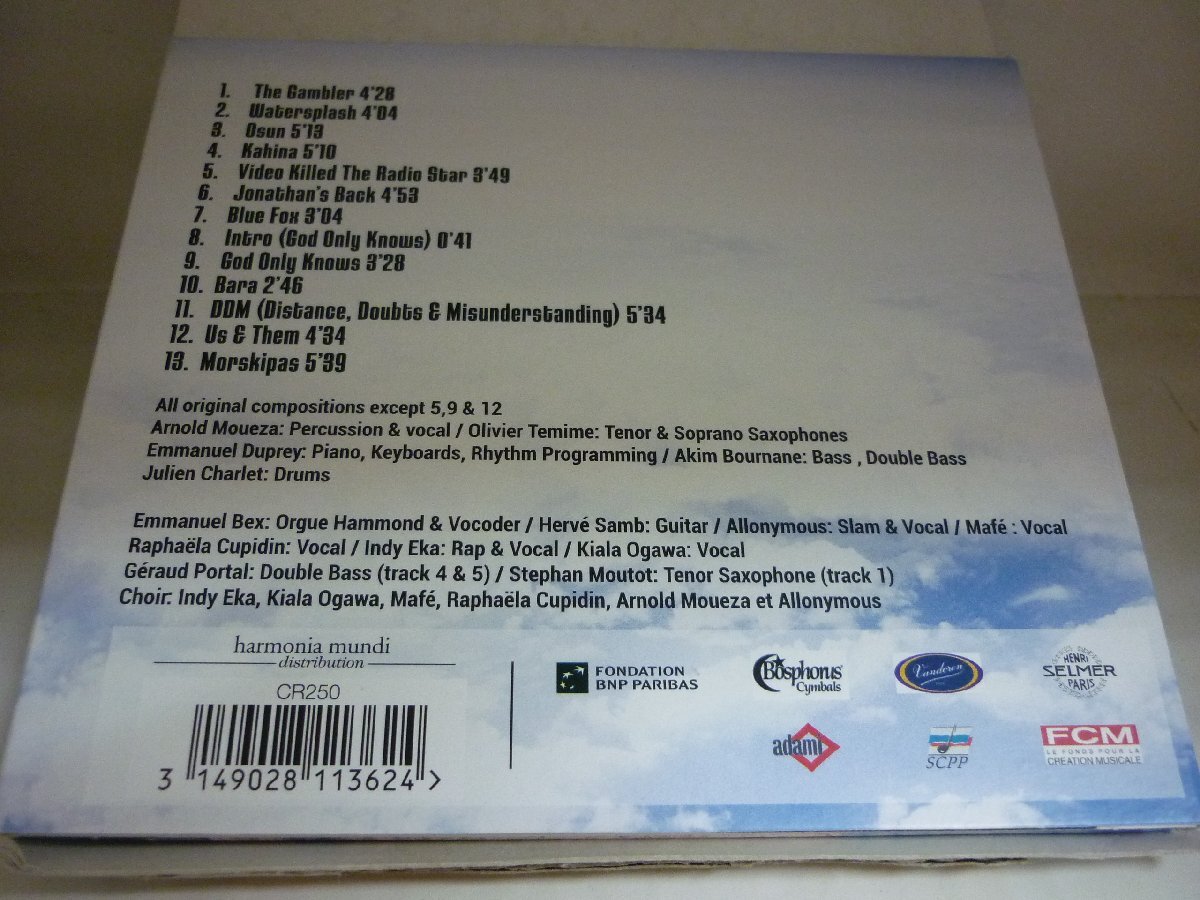 1. The Gambler 4'28
2. Watersplash 4'04
3. Osun 5'13
4. Kahina 5'10
5. Video Killed The Radio Star 3'49
6. Jonathan's Back 4'53
7. Blue Fox 3'04
8. Intro (God Only Knows) 0'41
9. God Only Knows 3'28
10. Bara 2'46
11. DDM (Distance, Doubts & Misunderstanding) 5'34
12. Us & Them 4'34
13. Morskipas 5'39
All original compositions except 5,9 & 12
Arnold Moueza: Percussion & vocal / Olivier Temime: Tenor & Soprano Saxophones
Emmanuel Duprey: Piano, Keyboards, Rhythm Programming / Akim Bournane: Bass , Double Bass
Julien Charlet: Drums
Emmanuel Bex: Orgue Hammond & Vocoder / Hervé Samb: Guitar / Allonymous: Slam & Vocal / Mafé : Vocal
Raphaëla Cupidin: Vocal / Indy Eka: Rap & Vocal / Kiala Ogawa: Vocal
Géraud Portal: Double Bass (track 4 & 5) / Stephan Moutot: Tenor Saxophone (track 1)
Choir: Indy Eka, Kiala Ogawa, Mafé, Raphaëla Cupidin, Arnold Moueza et Allonymous
harmonia mundi
distribution
CR250
3 149028 113624 >
FONDATION
BNP PARIBAS
Bosphorus
Cymbals
Vandoren
HENRI
SELMER
PARIS
adami
SCPP
FCM
LE FONDS POUR LA
CRÉATION MUSICALE